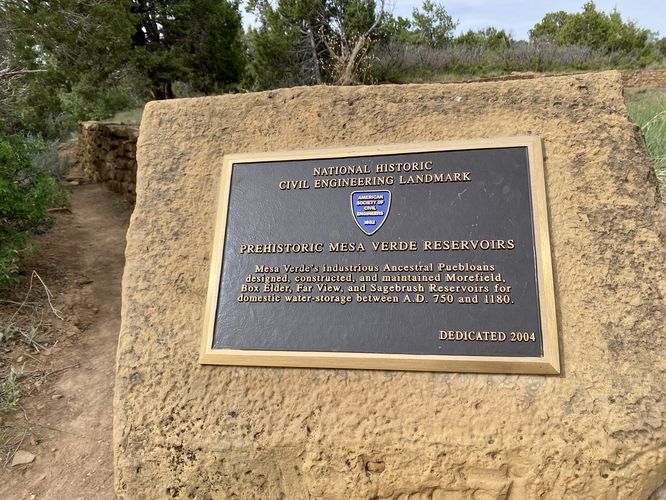 NATIONAL HISTORIC
CIVIL ENGINEERING LANDMARK
AMERICAN
SOCIETY OF
CIVIL
ENGINEERS
1852
PREHISTORIC MESA VERDE RESERVOIRS
Mesa Verde's industrious Ancestral Puebloans
designed, constructed, and maintained Morefield,
Box Elder, Far View, and Sagebrush Reservoirs for
domestic water-storage between A.D. 750 and 1180.
DEDICATED 2004